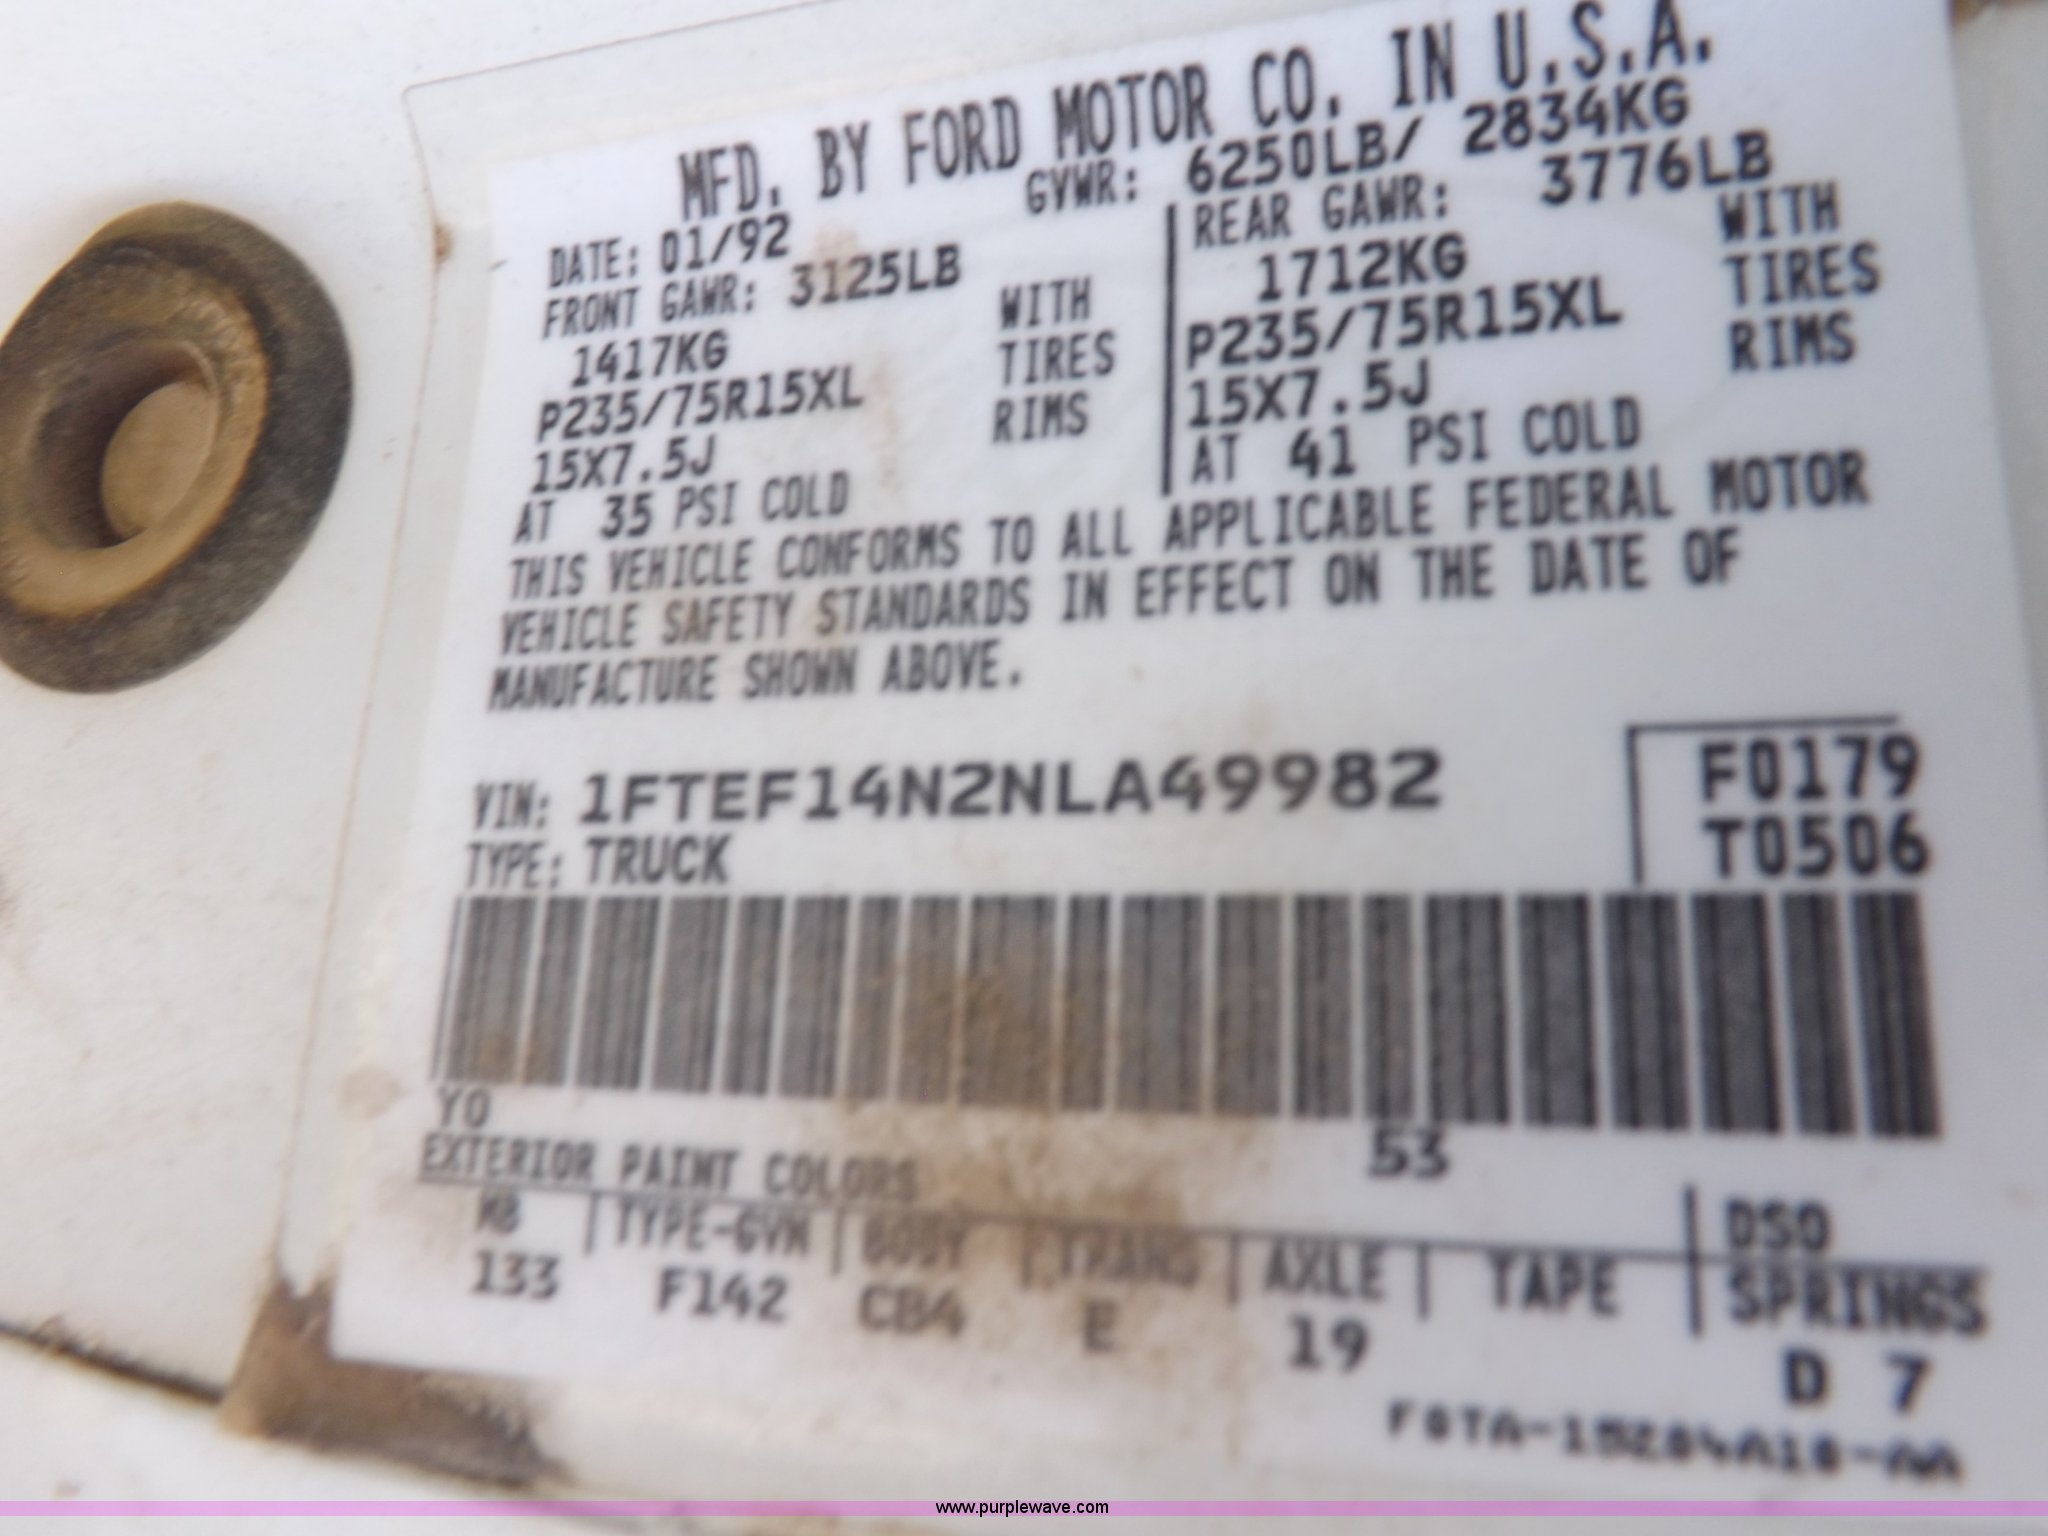 MFD. BY FORD MOTOR CO. IN U.S.A.
DATE: 01/92 GVWR: 6250LB/ 2834KG
FRONT GAWR: 3125LB
1417KG WITH
P235/75R15XL TIRES
15X7.5J RIMS
AT 35 PSI COLD
REAR GAWR: 3776LB
1712KG WITH
P235/75R15XL TIRES
15X7.5J RIMS
AT 41 PSI COLD
THIS VEHICLE CONFORMS TO ALL APPLICABLE FEDERAL MOTOR
VEHICLE SAFETY STANDARDS IN EFFECT ON THE DATE OF
MANUFACTURE SHOWN ABOVE.
VIN: 1FTEF14N2NLA49982
TYPE: TRUCK
F0179
T0506
YO
EXTERIOR PAINT COLORS 53 DSO
WB TYPE-GVW BODY TRANS AXLE TAPE SPRINGS
133 F142 CB4 E 19 D 7
www.purplewave.com